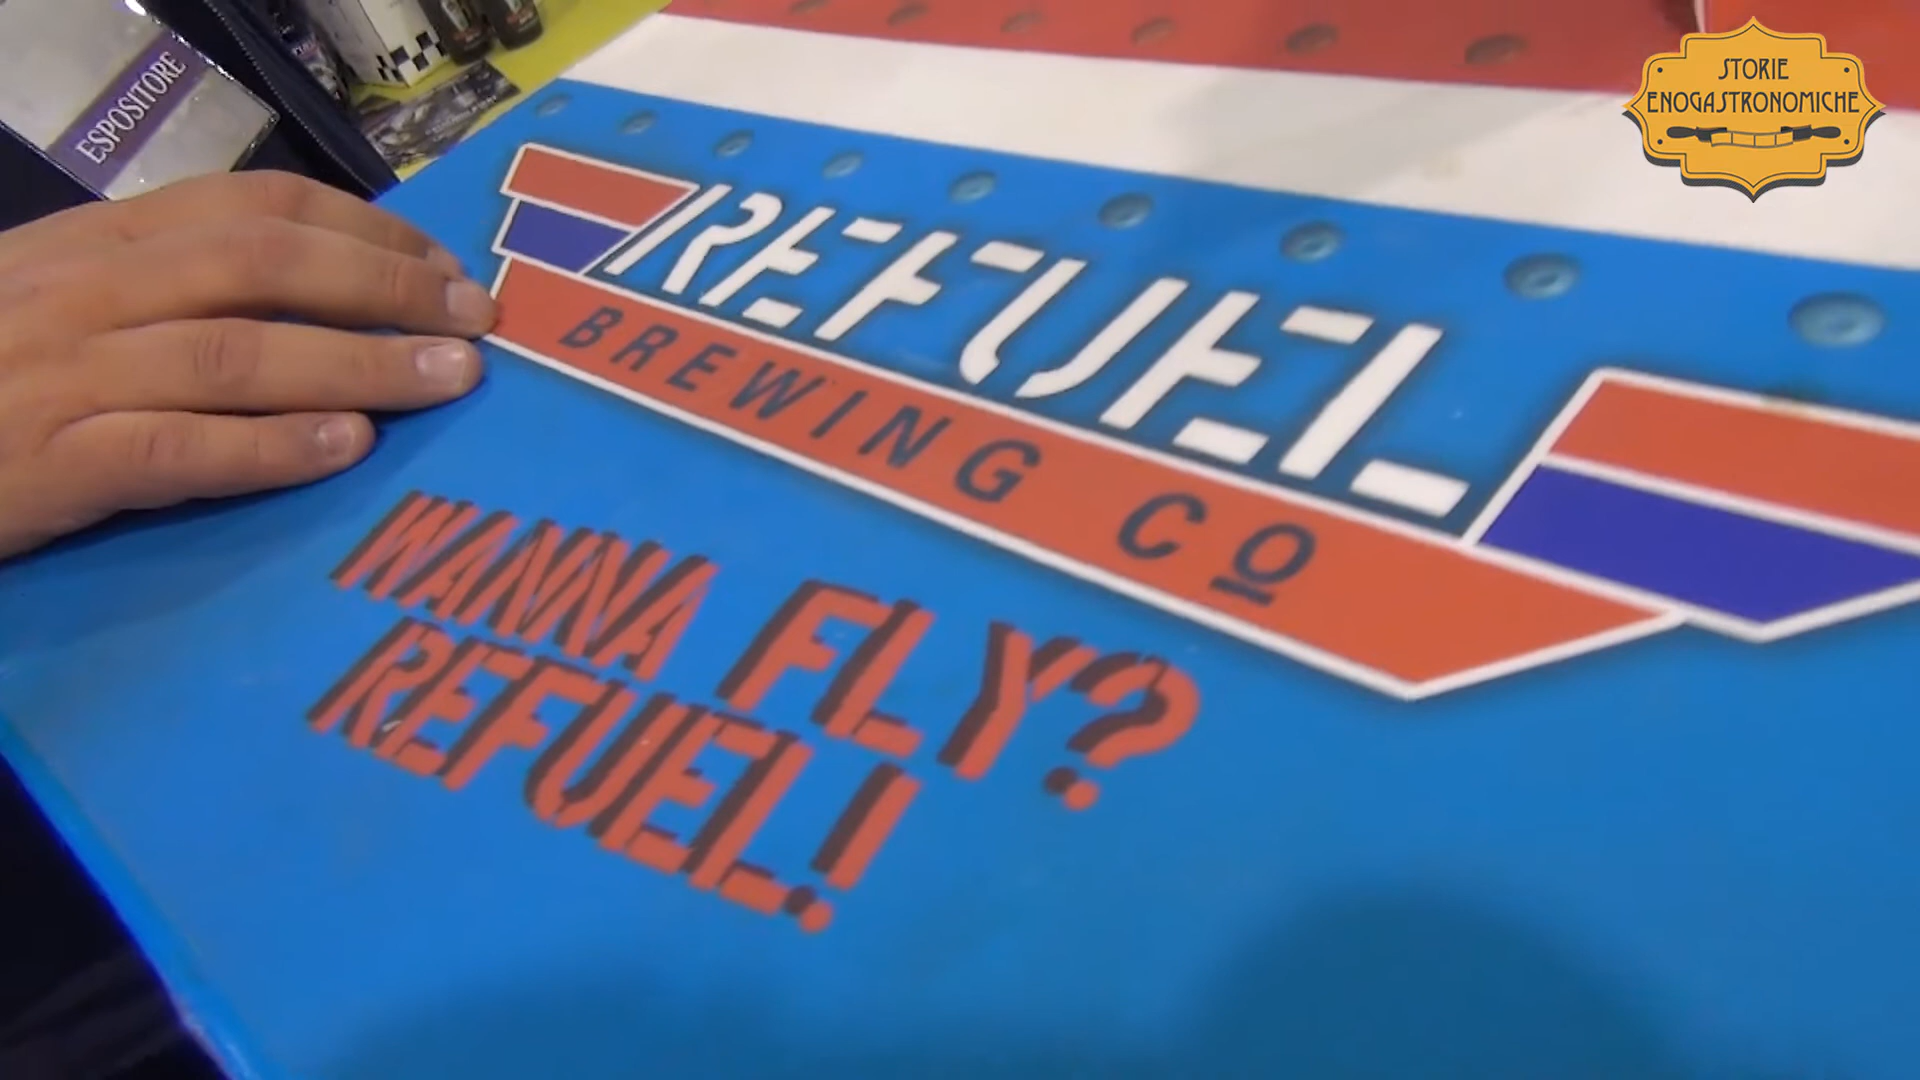 STORIE
ENOGASTRONOMICHE
ESPOSITORE
REFUEL
BREWING CO
WANNA FLY?
REFUEL!